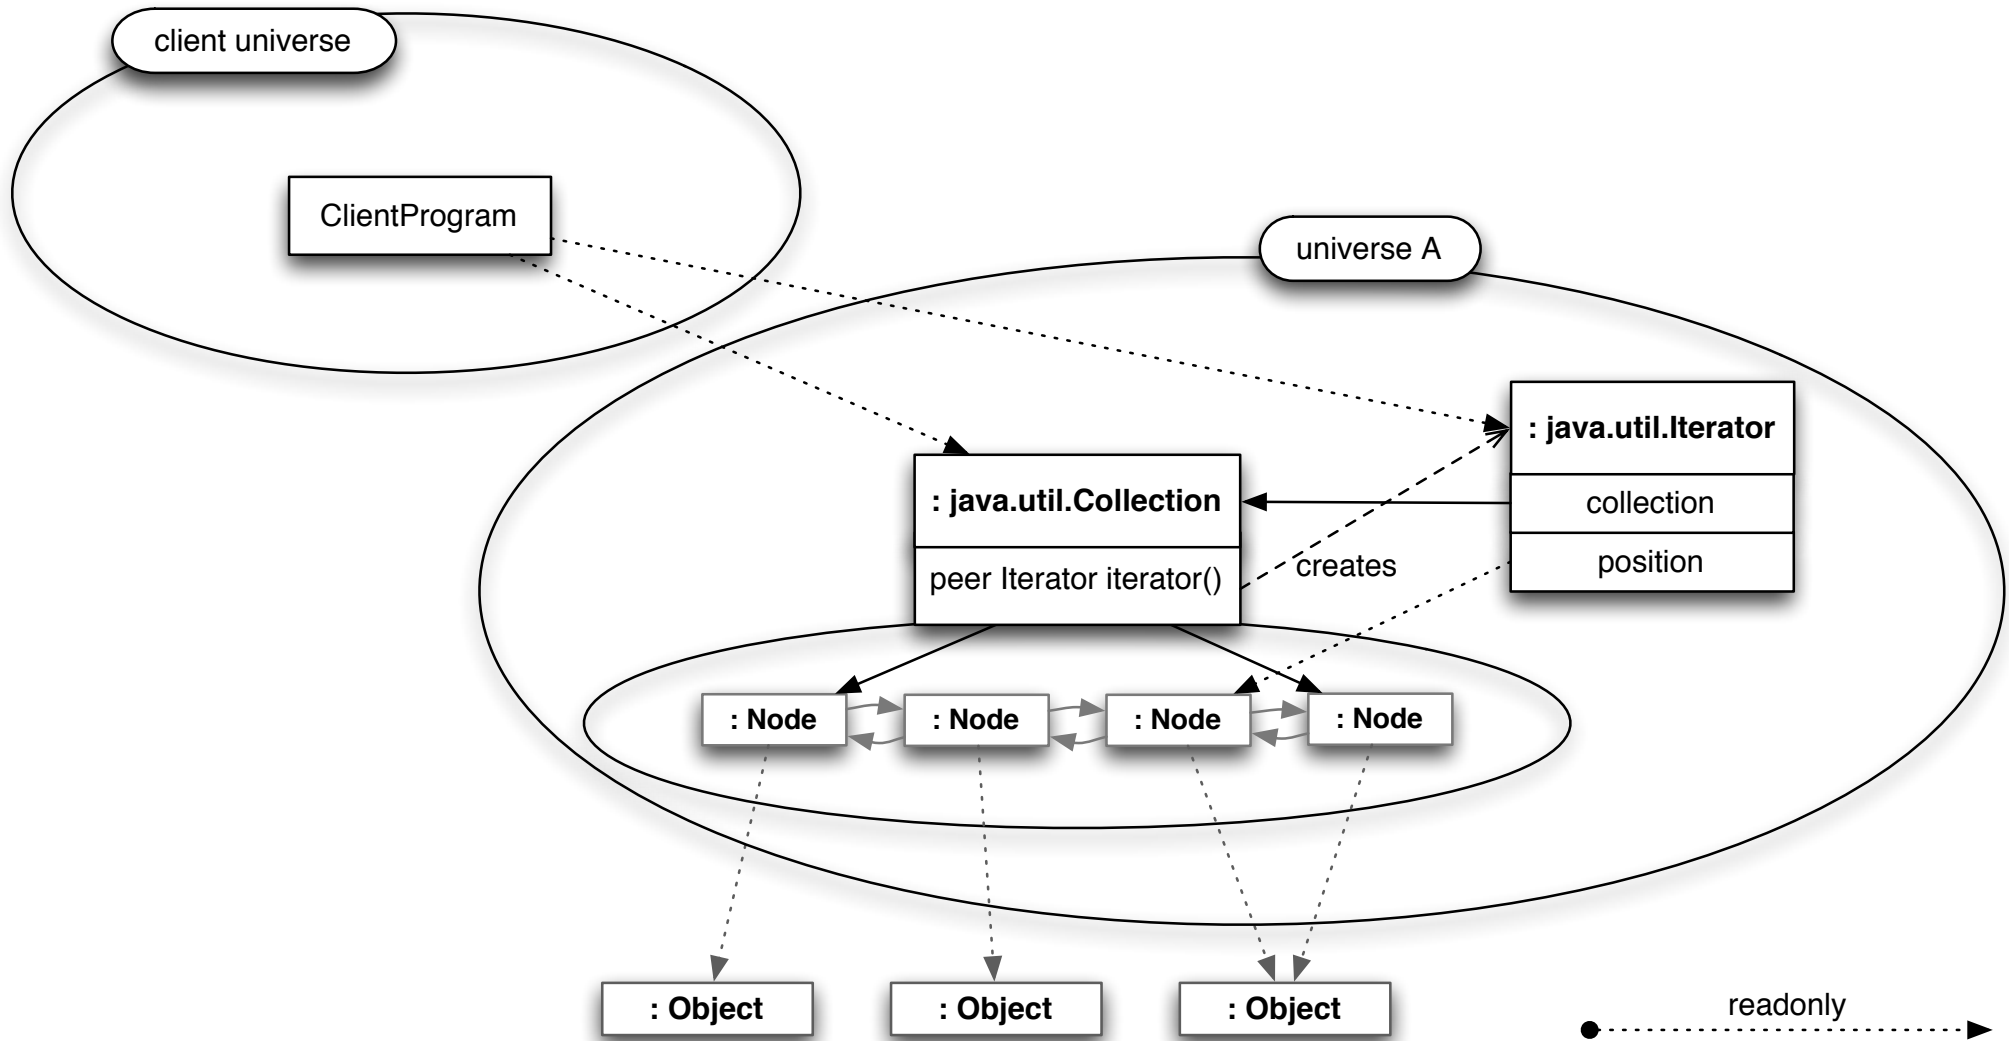 client universe
ClientProgram
universe A
: java.util.Iterator
collection
position
: java.util.Collection
peer Iterator iterator()
creates
: Node
: Node
: Node
: Node
: Object
: Object
: Object
readonly